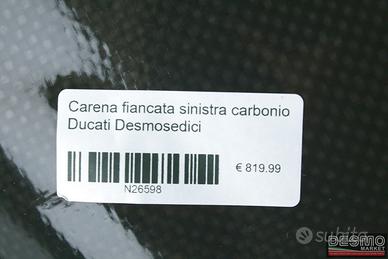 Carena fiancata sinistra carbonio
Ducati Desmosedici
€ 819.99
N26598
subito
DESMO
MARKET